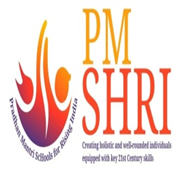 PM
SHRI
Pradhan Mantri Schools for Rising India
Creating holistic and well-rounded individuals
equipped with key 21st Century skills